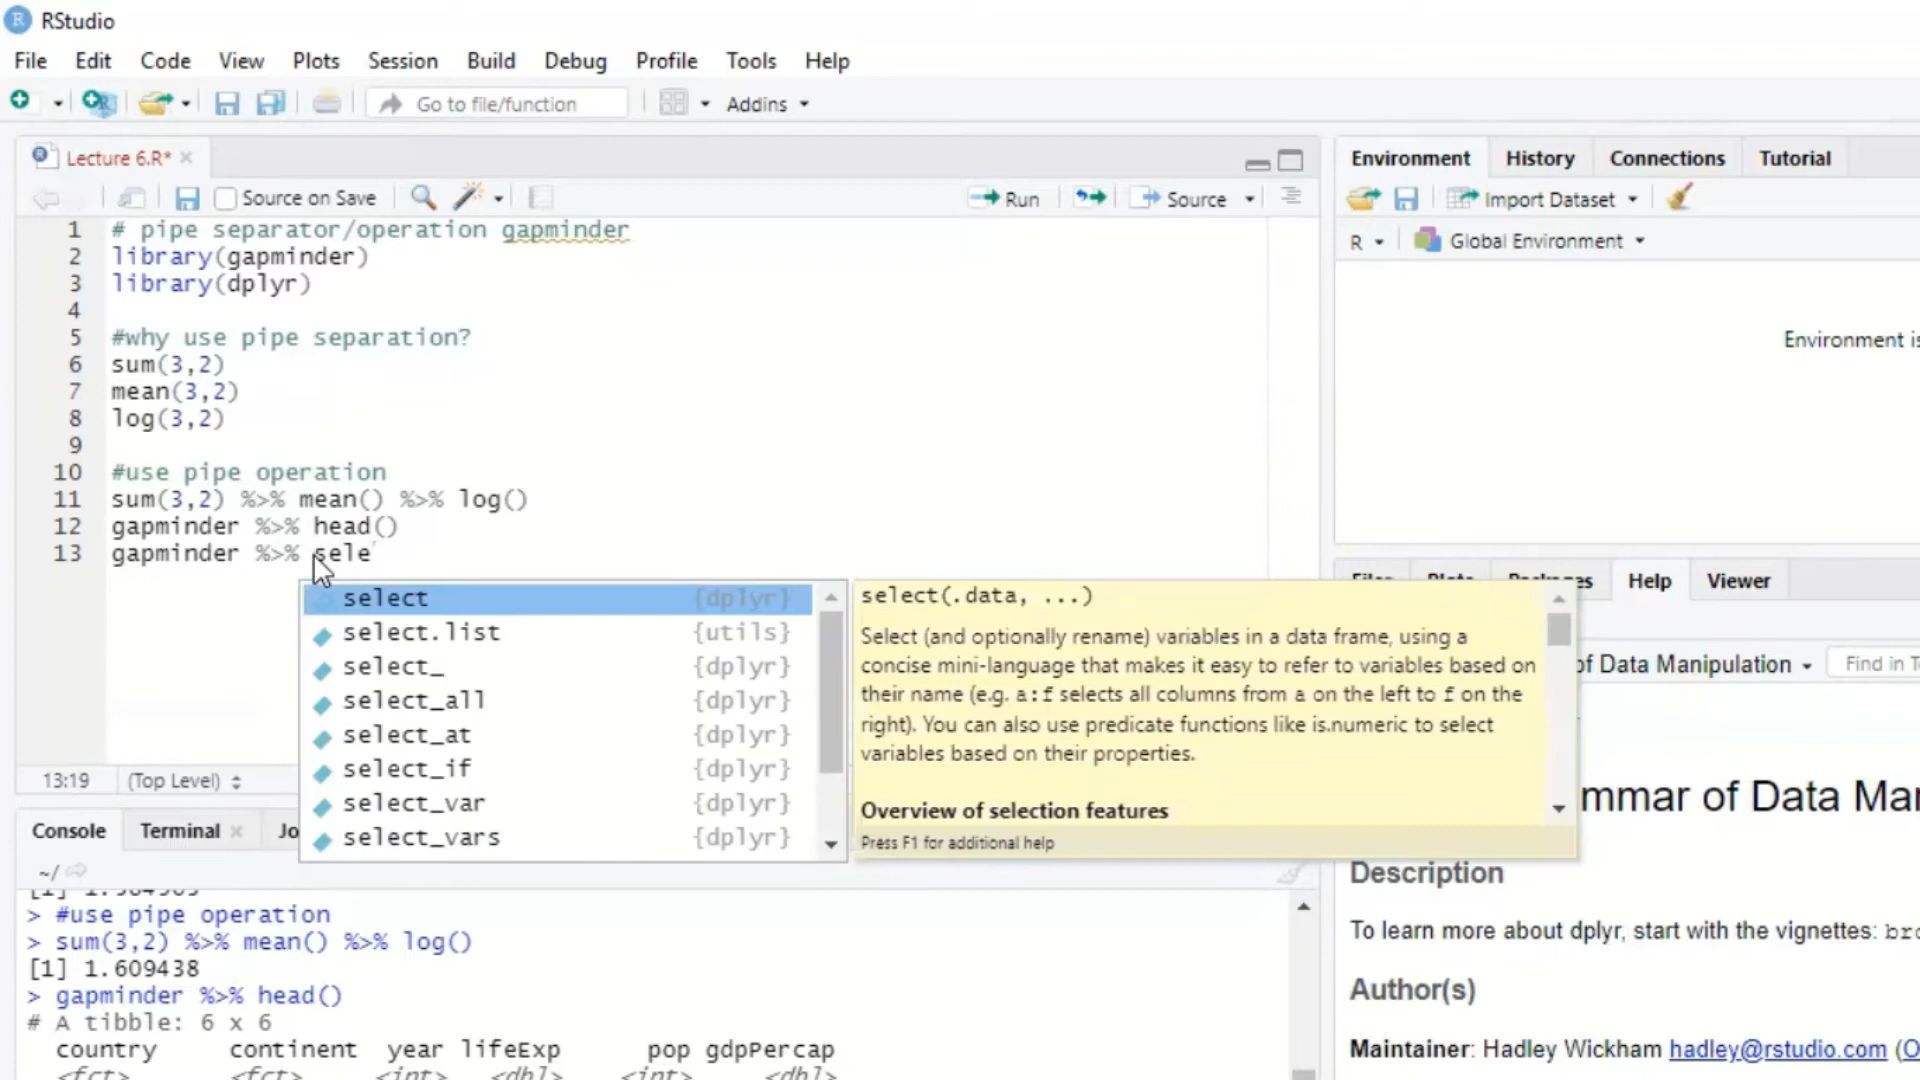 RStudio
File Edit Code View Plots Session Build Debug Profile Tools Help
Go to file/function Addins
Lecture 6.R*
Source on Save Run Source
1 # pipe separator/operation gapminder
2 library(gapminder)
3 library(dplyr)
4
5 #why use pipe separation?
6 sum(3,2)
7 mean(3,2)
8 log(3,2)
9
10 #use pipe operation
11 sum(3,2) %>% mean() %>% log()
12 gapminder %>% head()
13 gapminder %>% sele
select {dplyr}
select.list {utils}
select_ {dplyr}
select_all {dplyr}
select_at {dplyr}
select_if {dplyr}
select_var {dplyr}
select_vars {dplyr}
select(.data, ...)
Select (and optionally rename) variables in a data frame, using a
concise mini-language that makes it easy to refer to variables based on
their name (e.g. a:f selects all columns from a on the left to f on the
right). You can also use predicate functions like is.numeric to select
variables based on their properties.
Overview of selection features
Press F1 for additional help
13:19 (Top Level)
Console Terminal Jo
~/
> #use pipe operation
> sum(3,2) %>% mean() %>% log()
[1] 1.609438
> gapminder %>% head()
# A tibble: 6 x 6
country continent year lifeExp pop gdpPercap
<fct> <fct> <int> <dbl> <int> <dbl>
Environment History Connections Tutorial
Import Dataset
R Global Environment
Environment is
Help Viewer
of Data Manipulation Find in T
mmar of Data Mar
Description
To learn more about dplyr, start with the vignettes: bro
Author(s)
Maintainer: Hadley Wickham hadley@rstudio.com (O